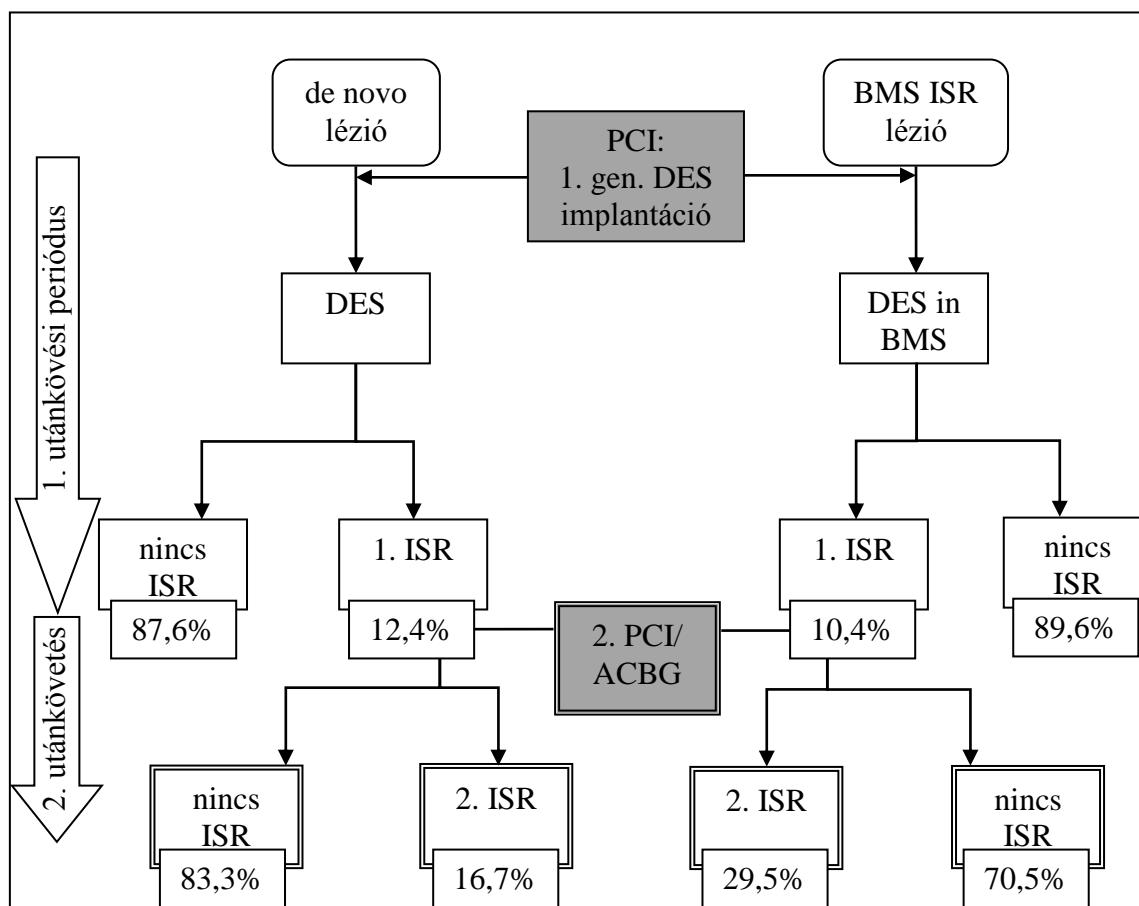 de novo
lézió
BMS ISR
lézió
PCI:
1. gen. DES
implantáció
1. utánkövési periódus
DES
DES in
BMS
nincs
ISR
87,6%
1. ISR
12,4%
1. ISR
10,4%
nincs
ISR
89,6%
2. PCI/
ACBG
2. utánkövetés
nincs
ISR
83,3%
2. ISR
16,7%
2. ISR
29,5%
nincs
ISR
70,5%